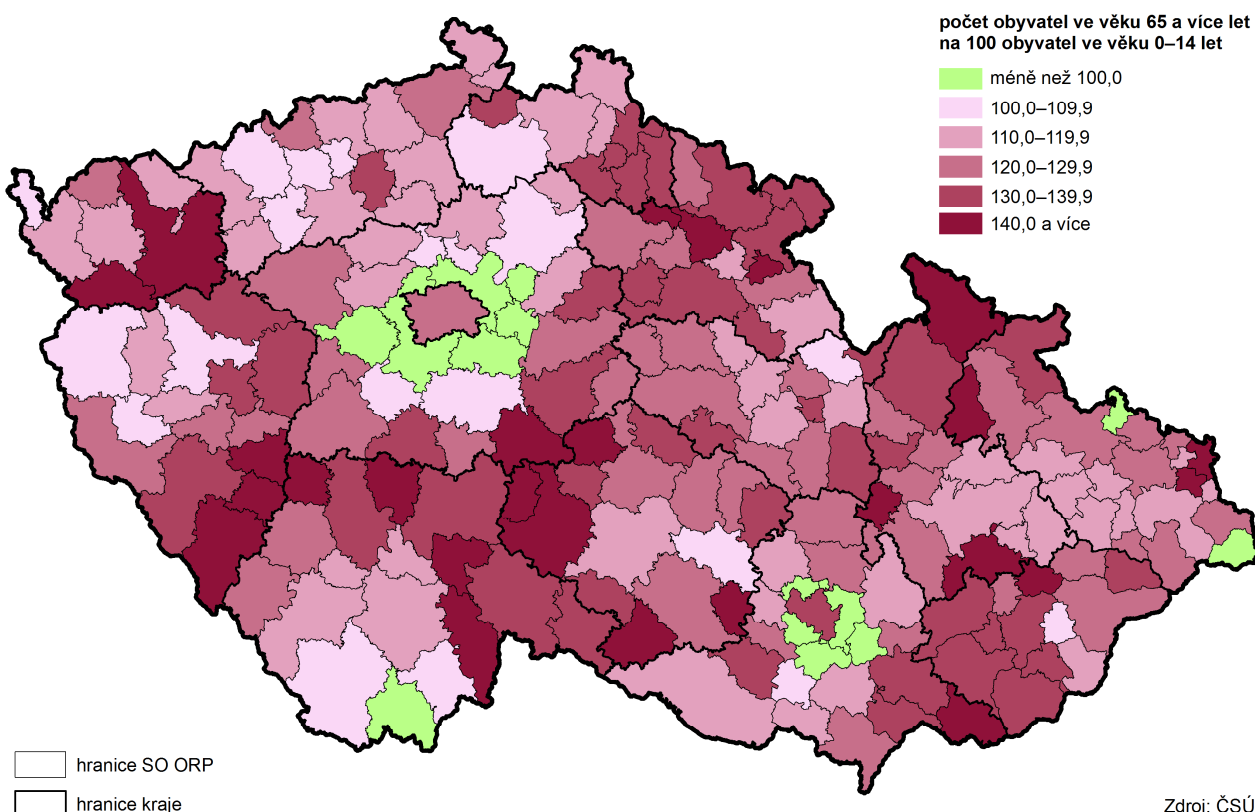 počet obyvatel ve věku 65 a více let
na 100 obyvatel ve věku 0–14 let
méně než 100,0
100,0–109,9
110,0–119,9
120,0–129,9
130,0–139,9
140,0 a více
hranice SO ORP
hranice kraje
Zdroj: ČSÚ